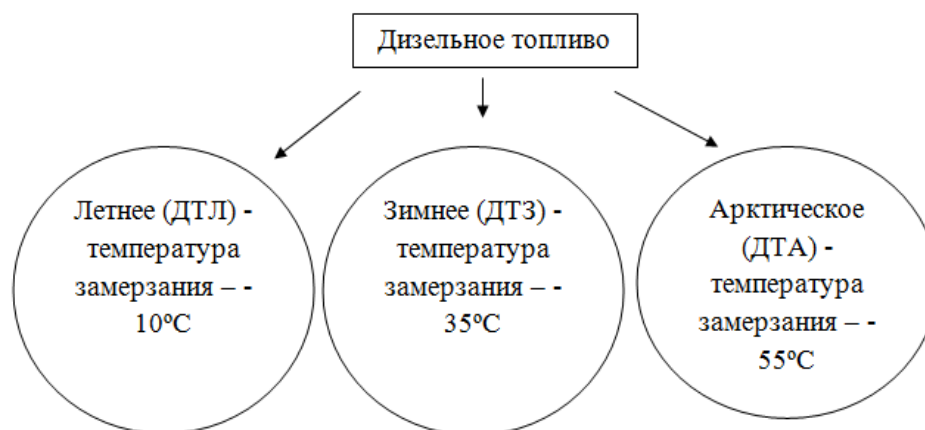 Дизельное топливо
Летнее (ДТЛ) -
температура
замерзания – -
10ºС
Зимнее (ДТЗ) -
температура
замерзания – -
35ºС
Арктическое
(ДТА) -
температура
замерзания – -
55ºС